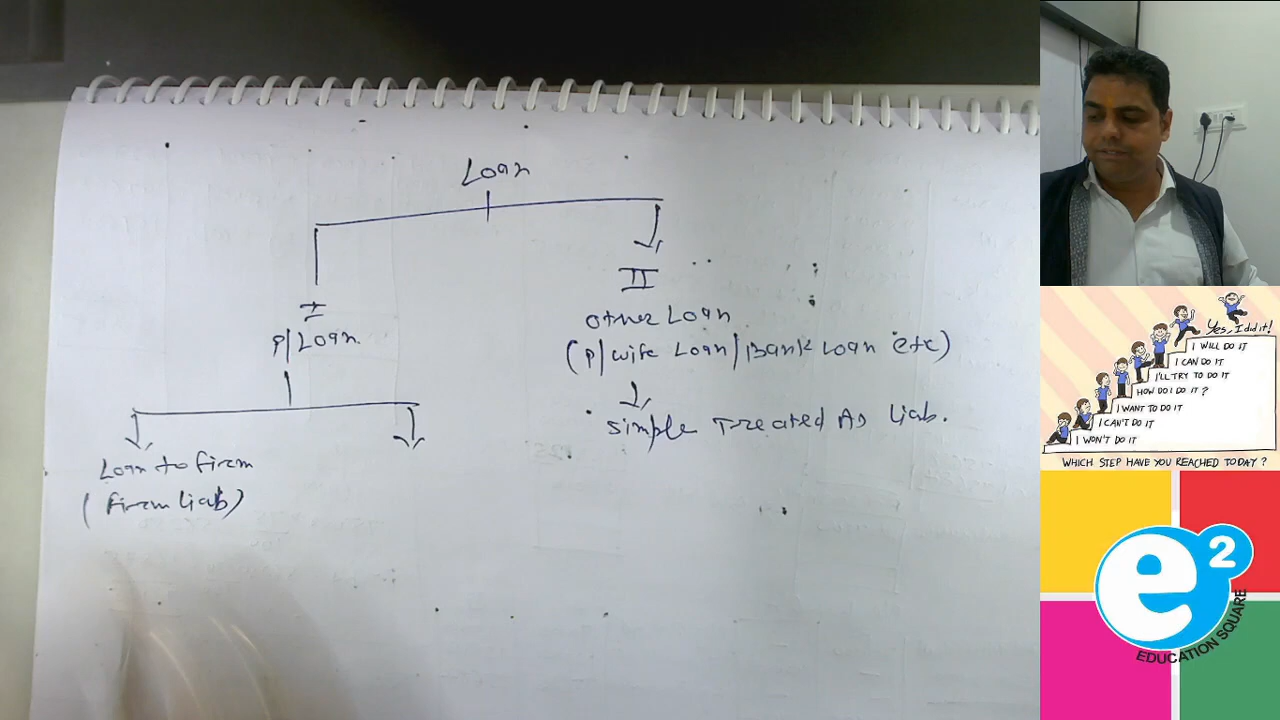 Loan
I
P/Loan.
II
other Loan
(P/wife Loan/Bank Loan etc)
Simple Treated As Liab.
Loan to firm
(firm Liab)
Yes, I did it!
I WILL DO IT
I CAN DO IT
I'LL TRY TO DO IT
HOW DO I DO IT ?
I WANT TO DO IT
I CAN'T DO IT
I WON'T DO IT
WHICH STEP HAVE YOU REACHED TODAY ?
e2
EDUCATION SQUARE